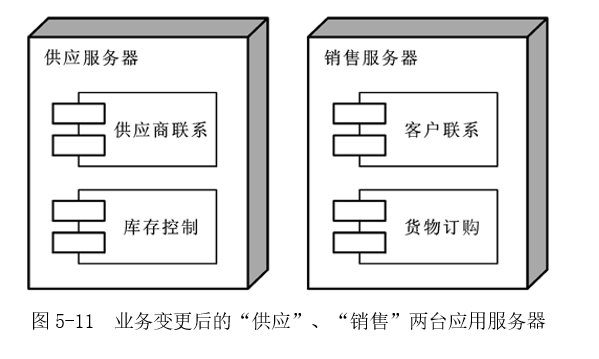 供应服务器
供应商联系
库存控制
销售服务器
客户联系
货物订购
图 5-11 业务变更后的“供应”、“销售”两台应用服务器